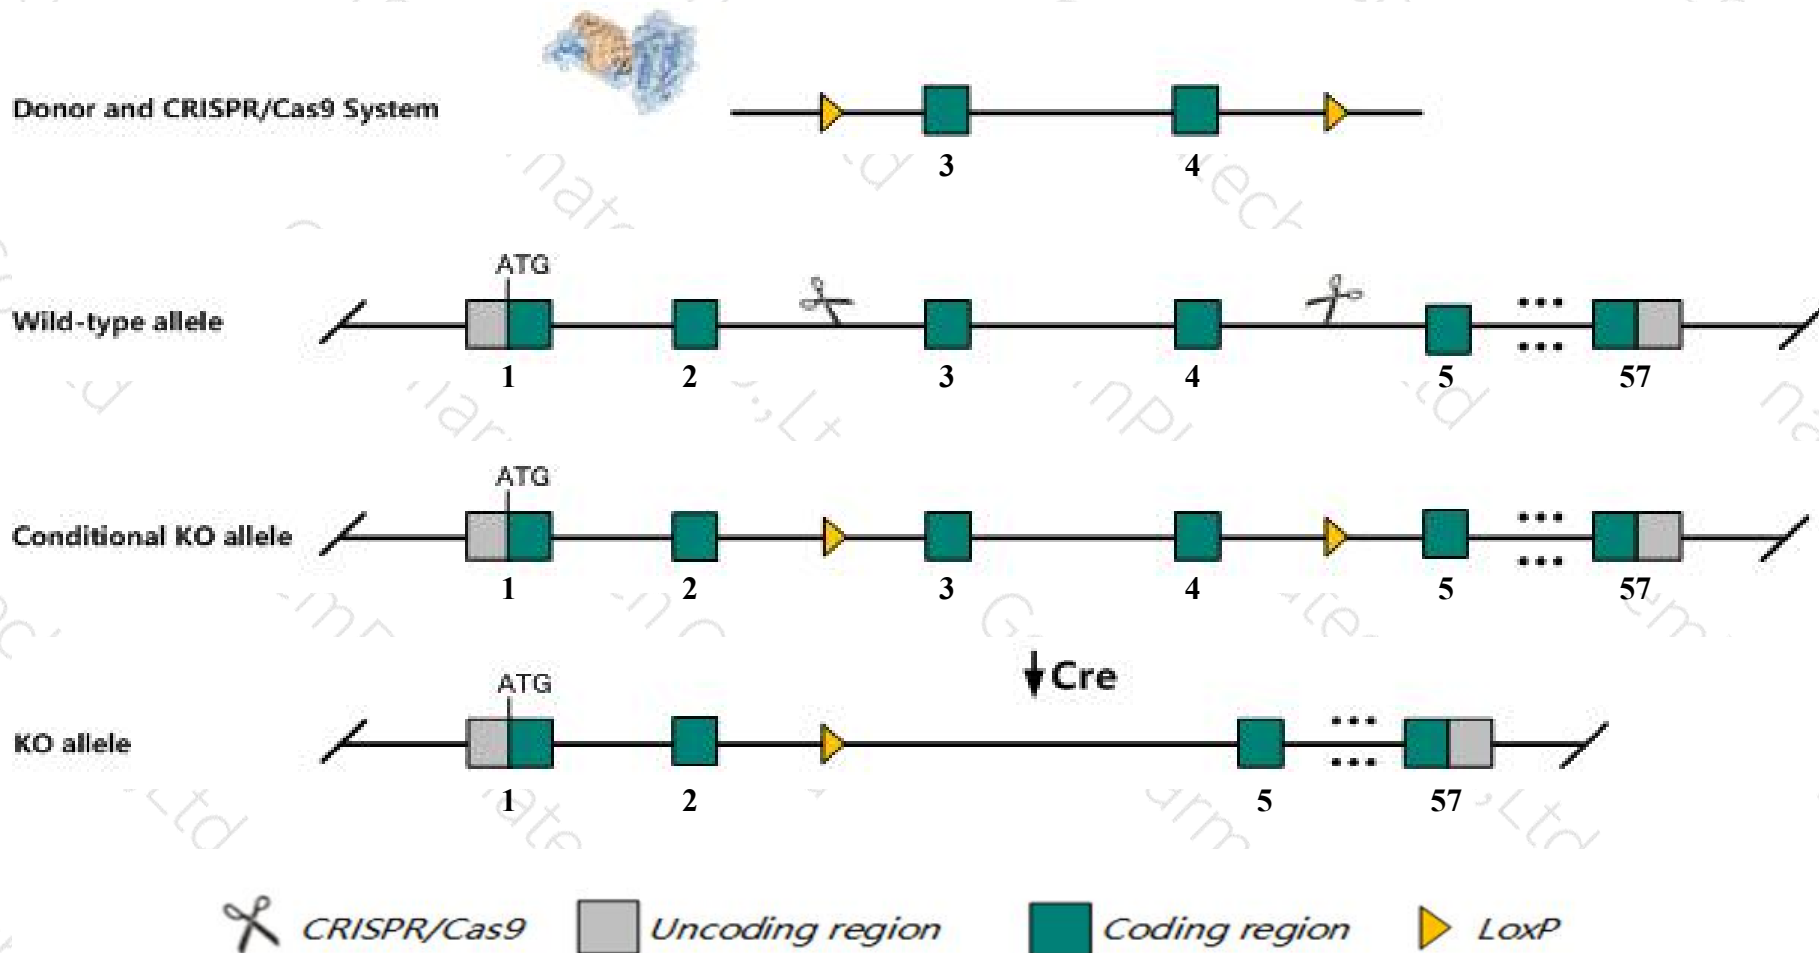 Donor and CRISPR/Cas9 System
3 4
ATG
Wild-type allele
1 2 3 4 5 57
ATG
Conditional KO allele
1 2 3 4 5 57
Cre
ATG
KO allele
1 2 5 57
CRISPR/Cas9 Uncoding region Coding region LoxP